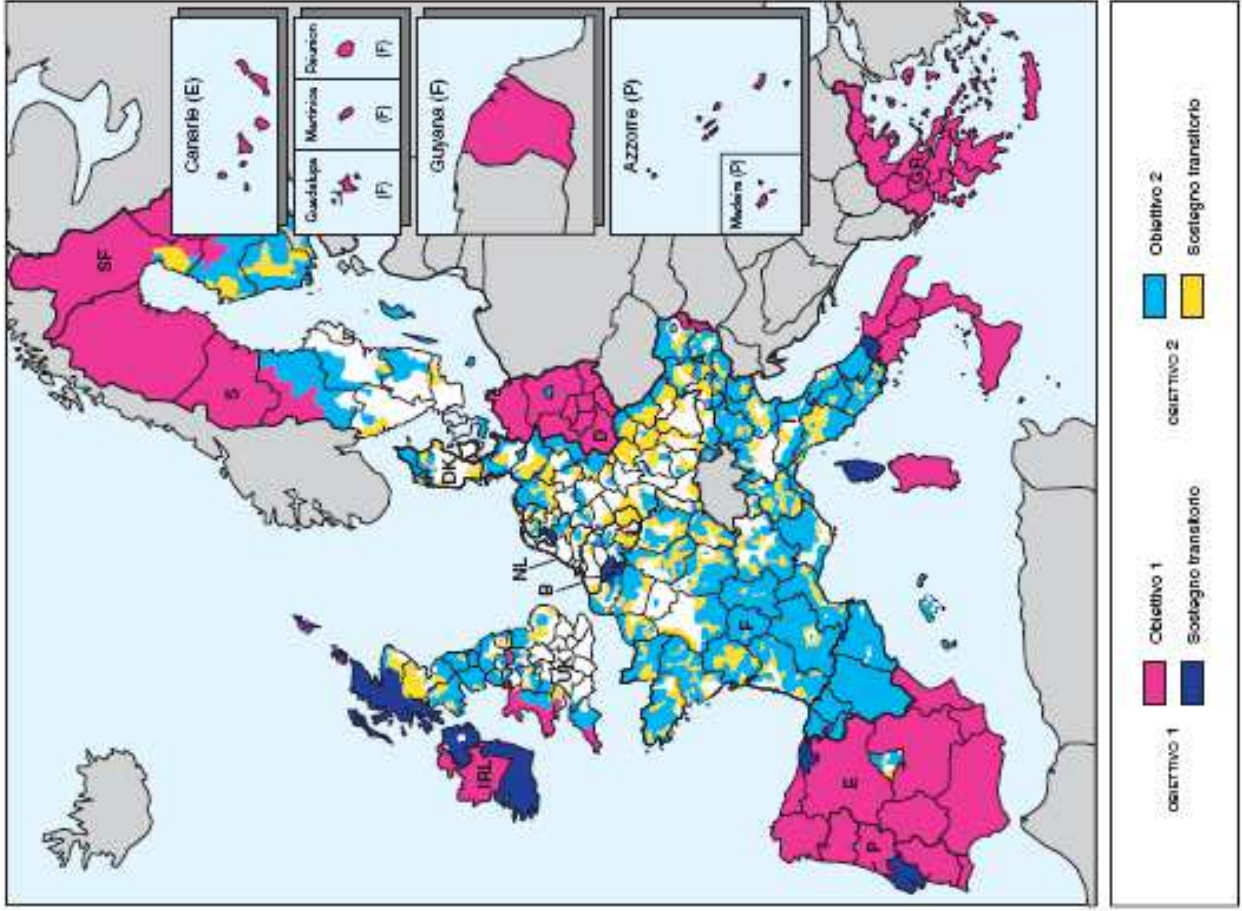 Canarie (E)
Guadalupa
Martinica
Réunion
(F)
(F)
(F)
Guyana (F)
Azzorre (P)
Madeira (P)
SF
S
DK
NL
B
D
UK
IRL
F
A
I
E
P
GR
OBIETTIVO 1
Obiettivo 1
Sostegno transitorio
OBIETTIVO 2
Obiettivo 2
Sostegno transitorio